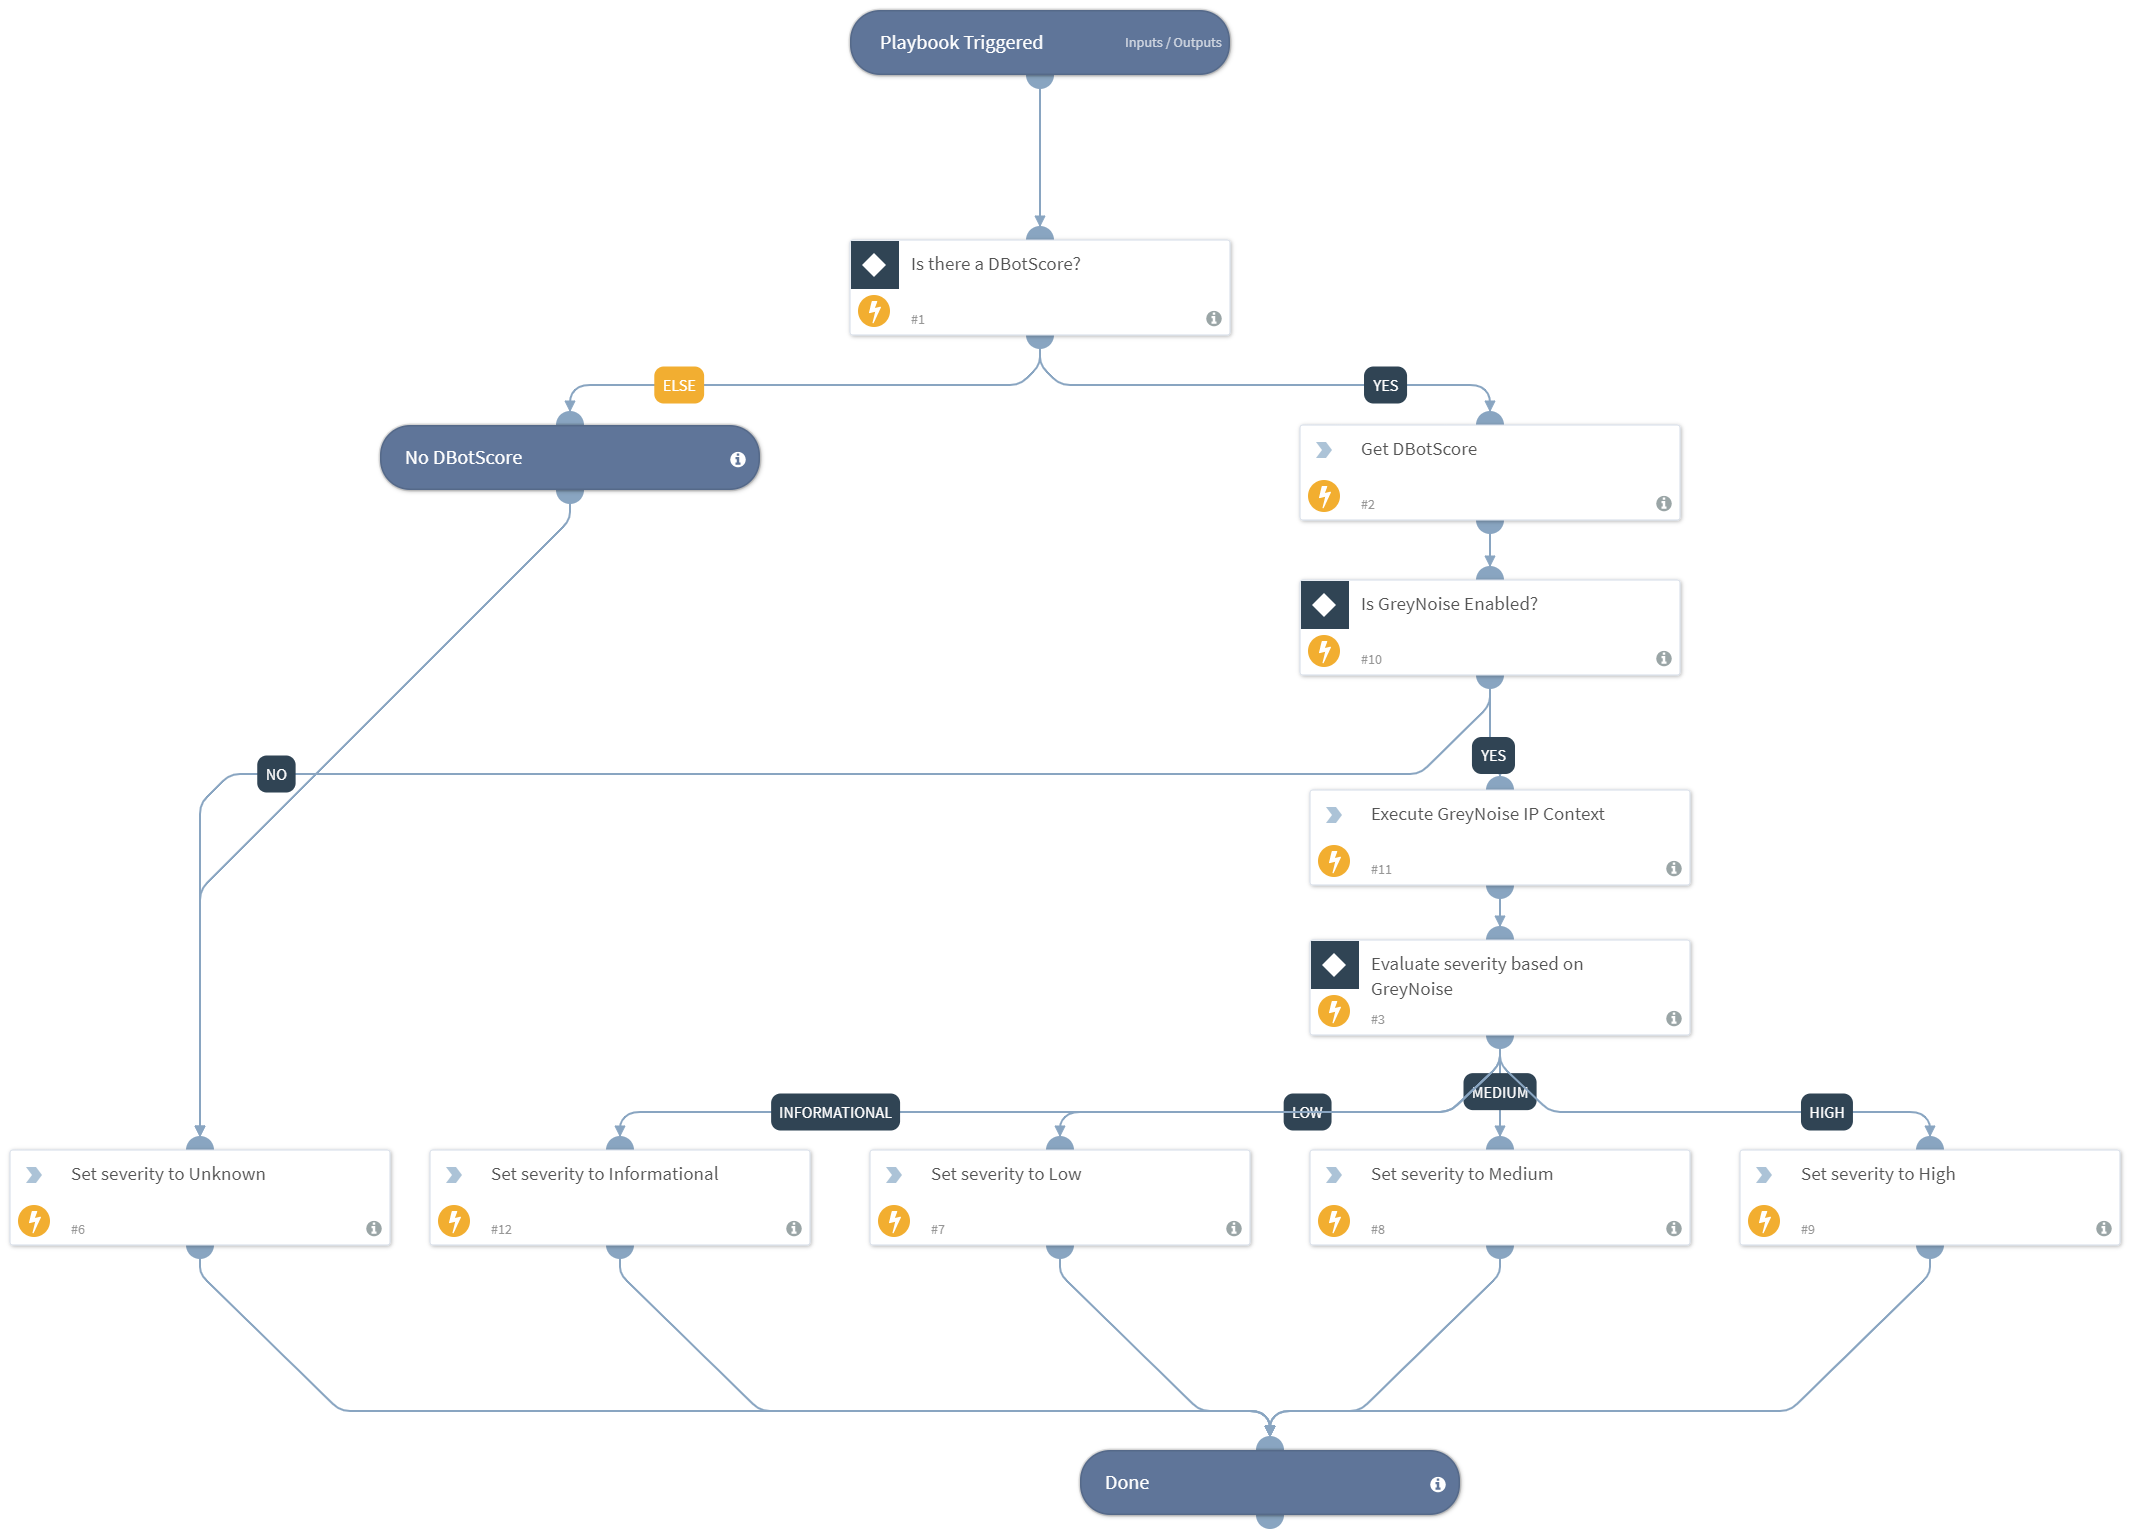 Playbook Triggered
Inputs / Outputs
Is there a DBotScore?
#1
ELSE
YES
No DBotScore
Get DBotScore
#2
Is GreyNoise Enabled?
#10
YES
NO
Execute GreyNoise IP Context
#11
Evaluate severity based on
GreyNoise
#3
MEDIUM
INFORMATIONAL
LOW
HIGH
Set severity to Unknown
#6
Set severity to Informational
#12
Set severity to Low
#7
Set severity to Medium
#8
Set severity to High
#9
Done